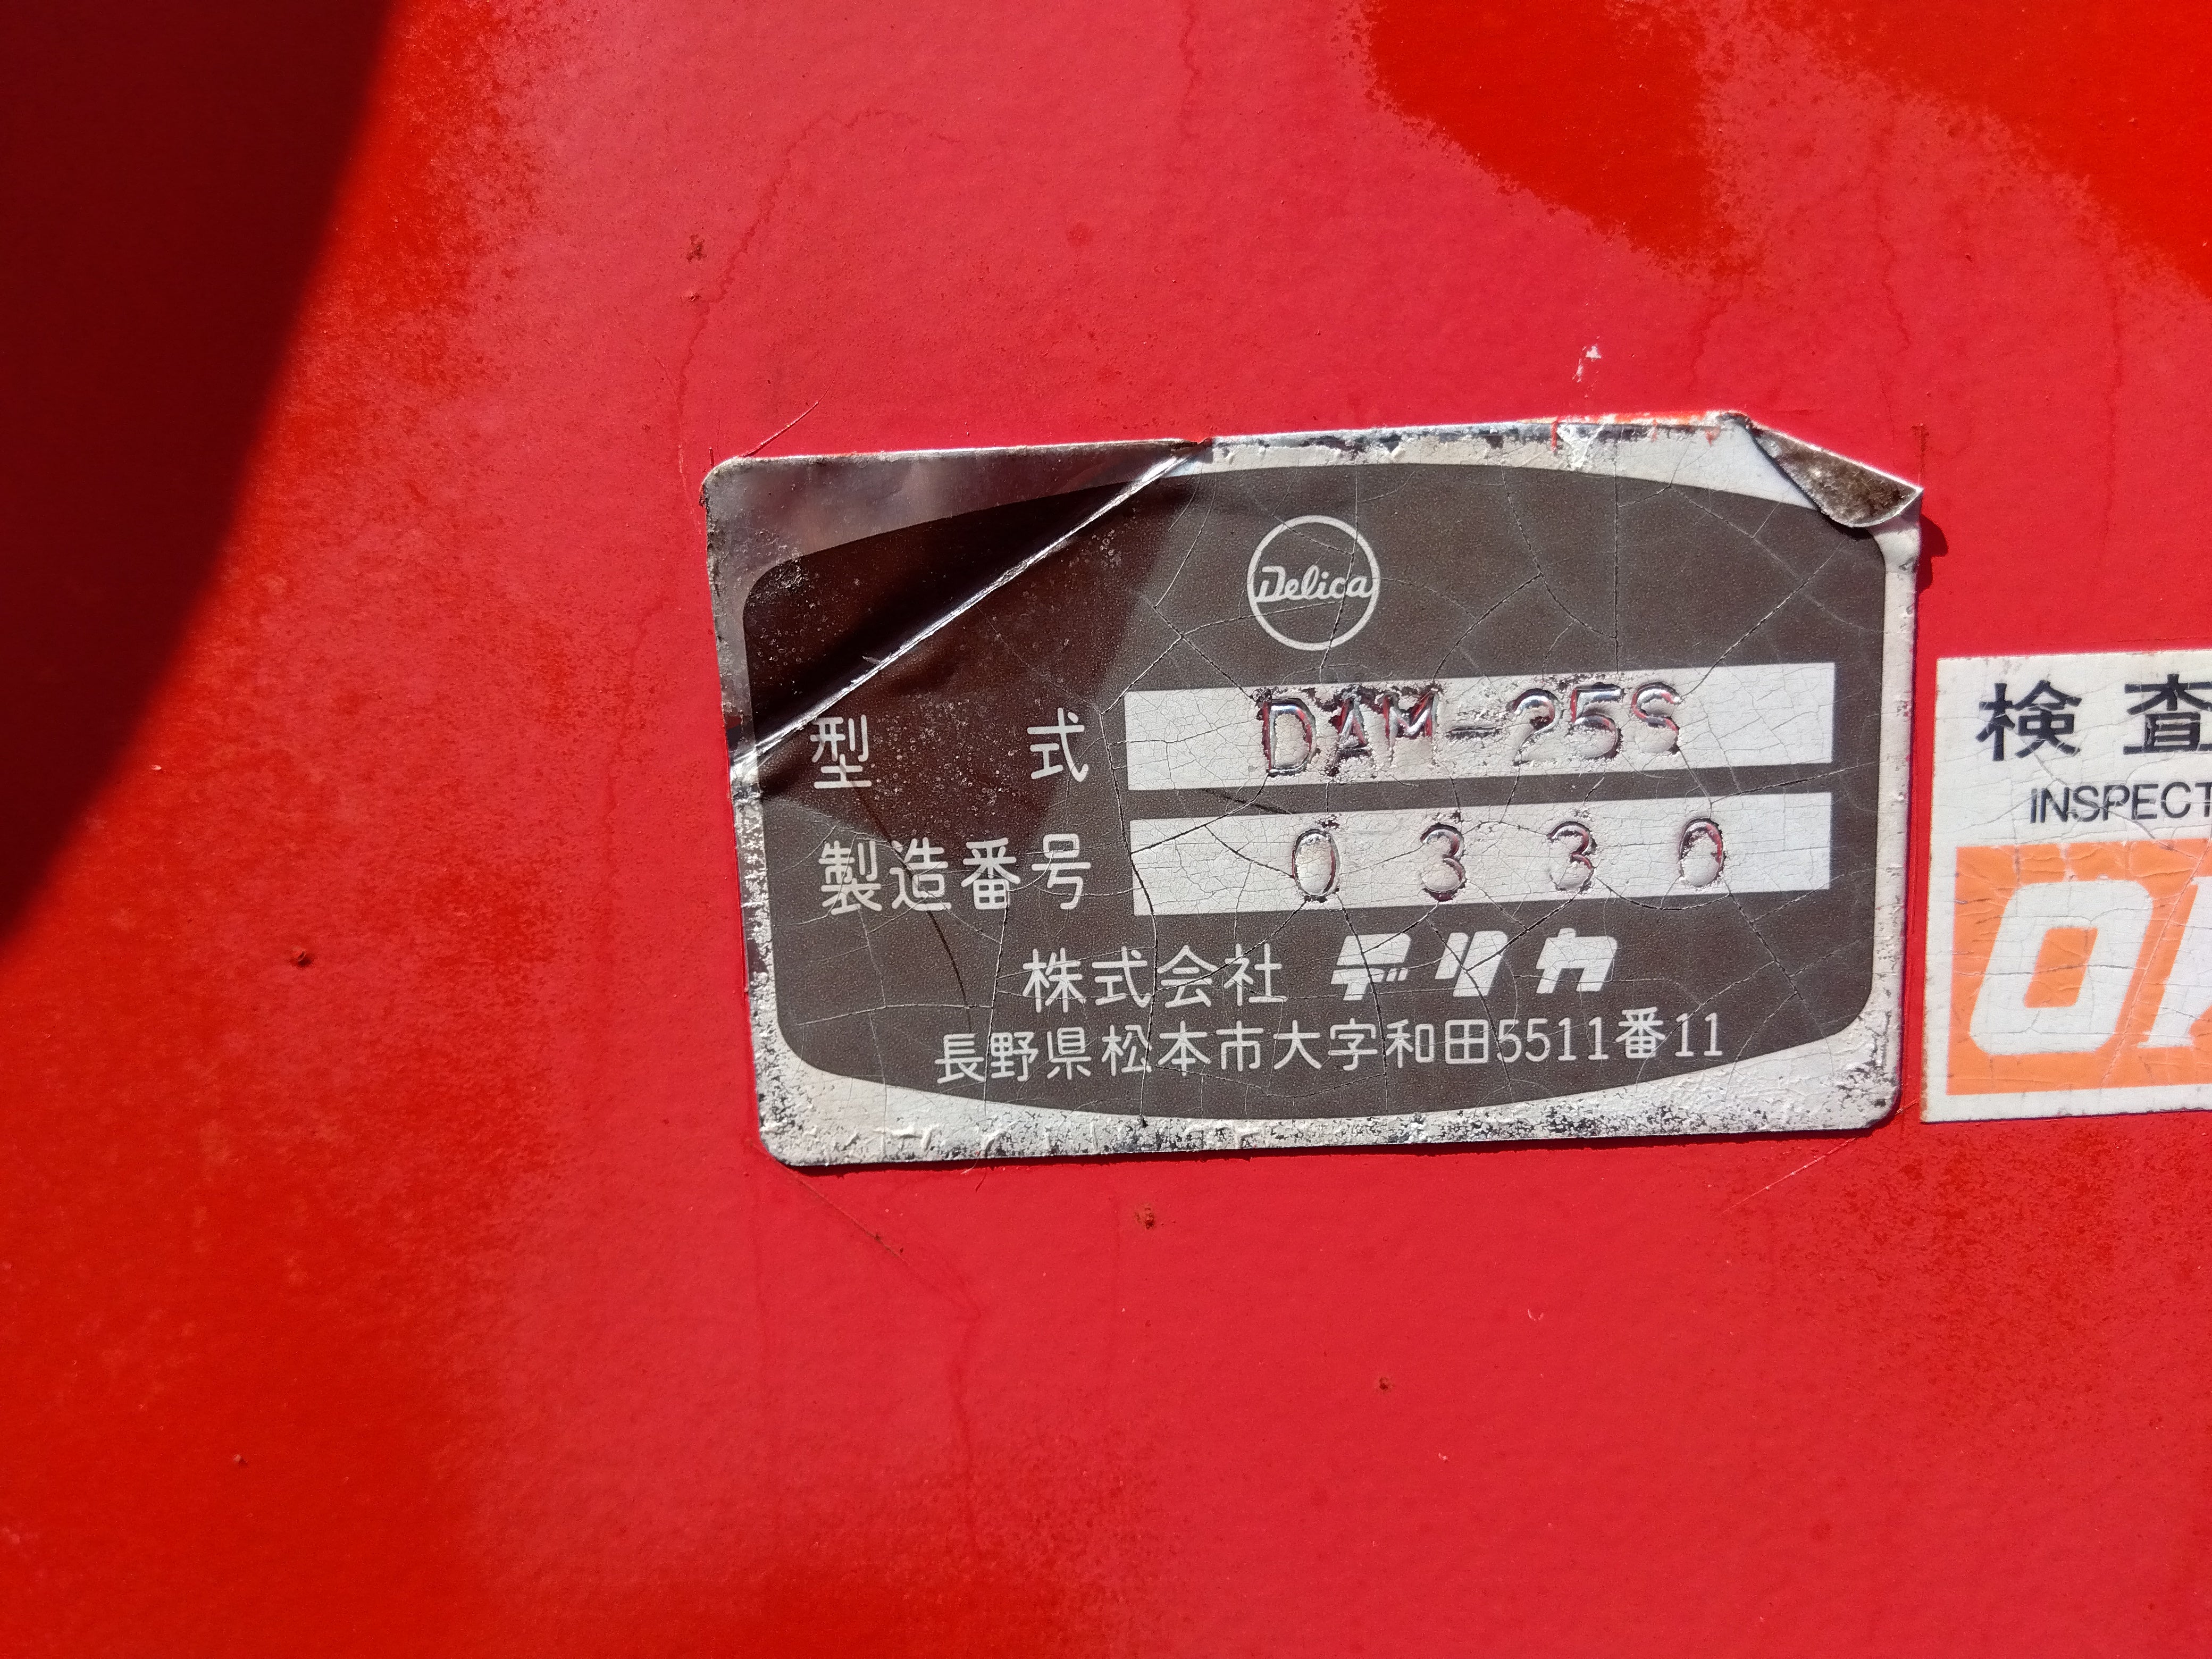 Delica
型式 DAM-25S
製造番号 0330
株式会社 デリカ
長野県松本市大字和田5511番11
検査
INSPECT